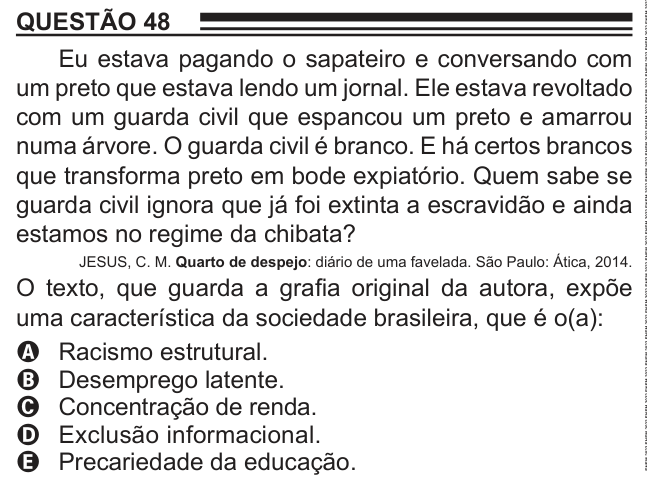 QUESTÃO 48
Eu estava pagando o sapateiro e conversando com
um preto que estava lendo um jornal. Ele estava revoltado
com um guarda civil que espancou um preto e amarrou
numa árvore. O guarda civil é branco. E há certos brancos
que transforma preto em bode expiatório. Quem sabe se
guarda civil ignora que já foi extinta a escravidão e ainda
estamos no regime da chibata?
JESUS, C. M. Quarto de despejo: diário de uma favelada. São Paulo: Ática, 2014.
O texto, que guarda a grafia original da autora, expõe
uma característica da sociedade brasileira, que é o(a):
A Racismo estrutural.
B Desemprego latente.
C Concentração de renda.
D Exclusão informacional.
E Precariedade da educação.